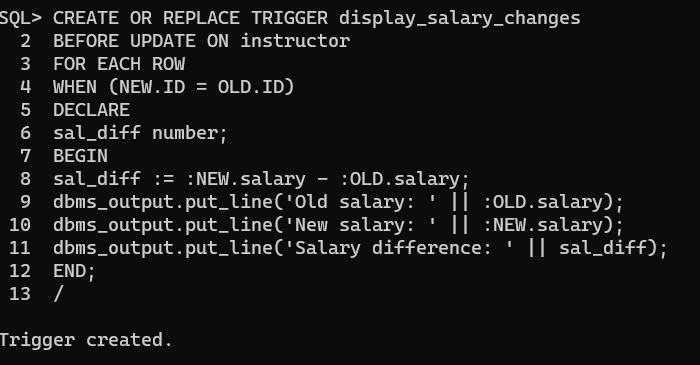 SQL> CREATE OR REPLACE TRIGGER display_salary_changes
  2  BEFORE UPDATE ON instructor
  3  FOR EACH ROW
  4  WHEN (NEW.ID = OLD.ID)
  5  DECLARE
  6  sal_diff number;
  7  BEGIN
  8  sal_diff := :NEW.salary - :OLD.salary;
  9  dbms_output.put_line('Old salary: ' || :OLD.salary);
 10  dbms_output.put_line('New salary: ' || :NEW.salary);
 11  dbms_output.put_line('Salary difference: ' || sal_diff);
 12  END;
 13  /
Trigger created.